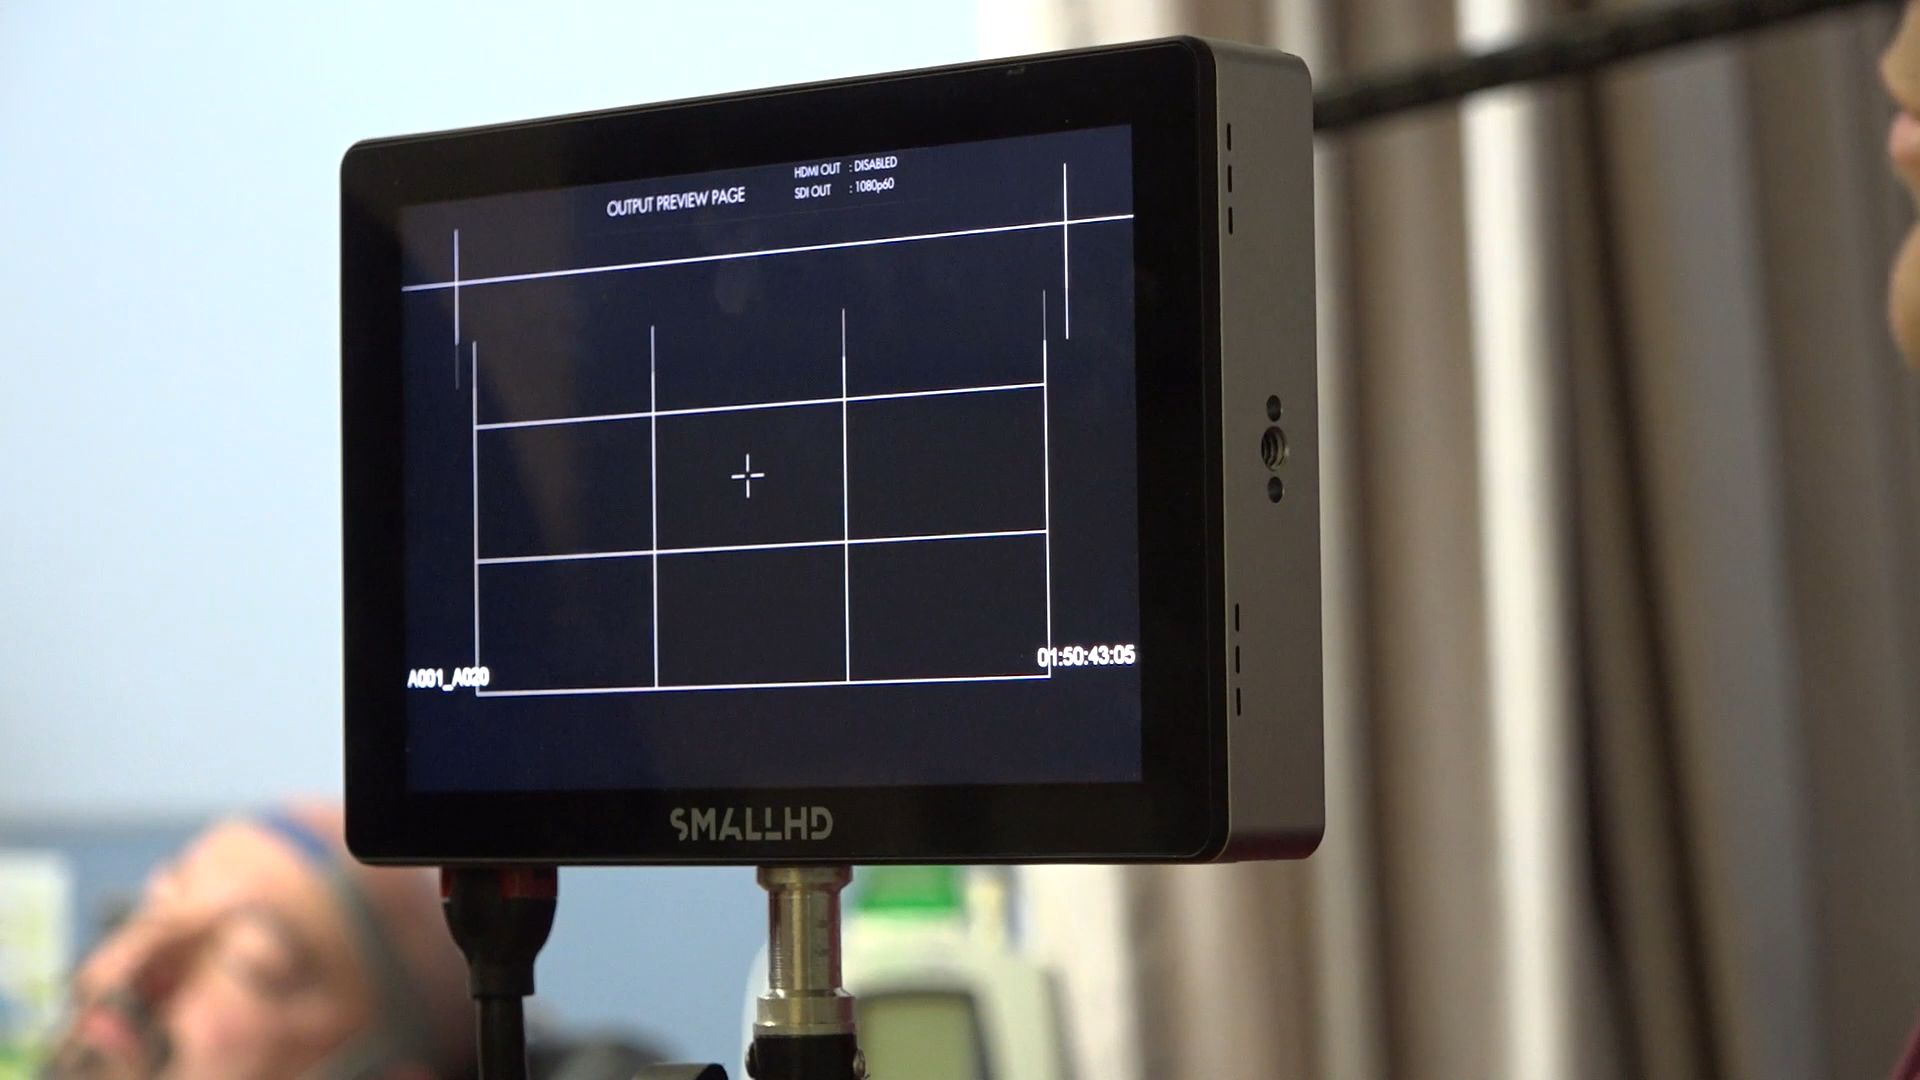 OUTPUT PREVIEW PAGE
HDMI OUT : DISABLED
SDI OUT : 1080p60
A001_A020
01:50:43:05
SMALLHD